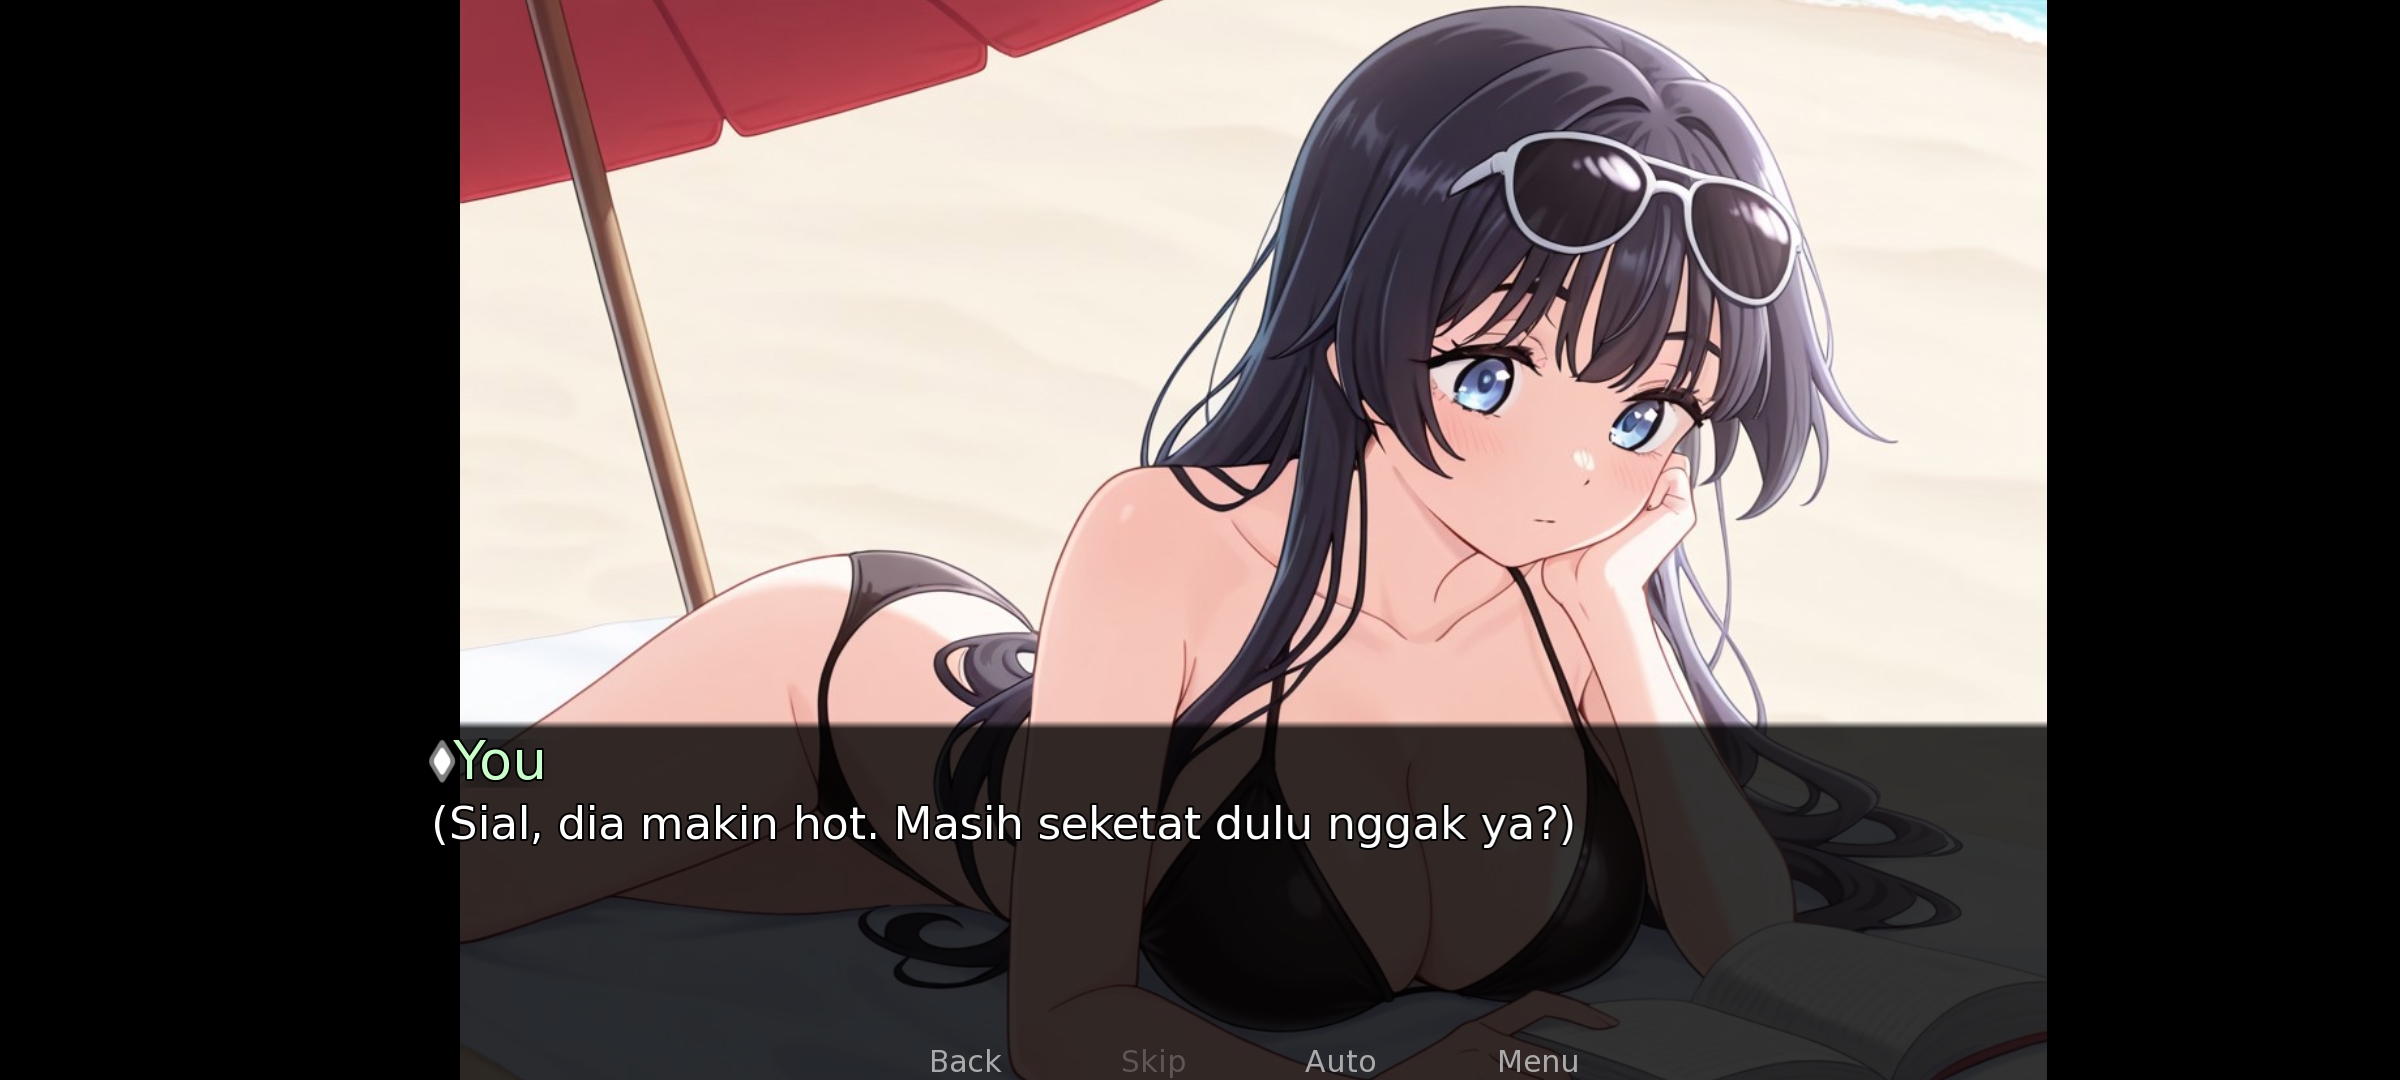 You
(Sial, dia makin hot. Masih seketat dulu nggak ya?)
Back Skip Auto Menu